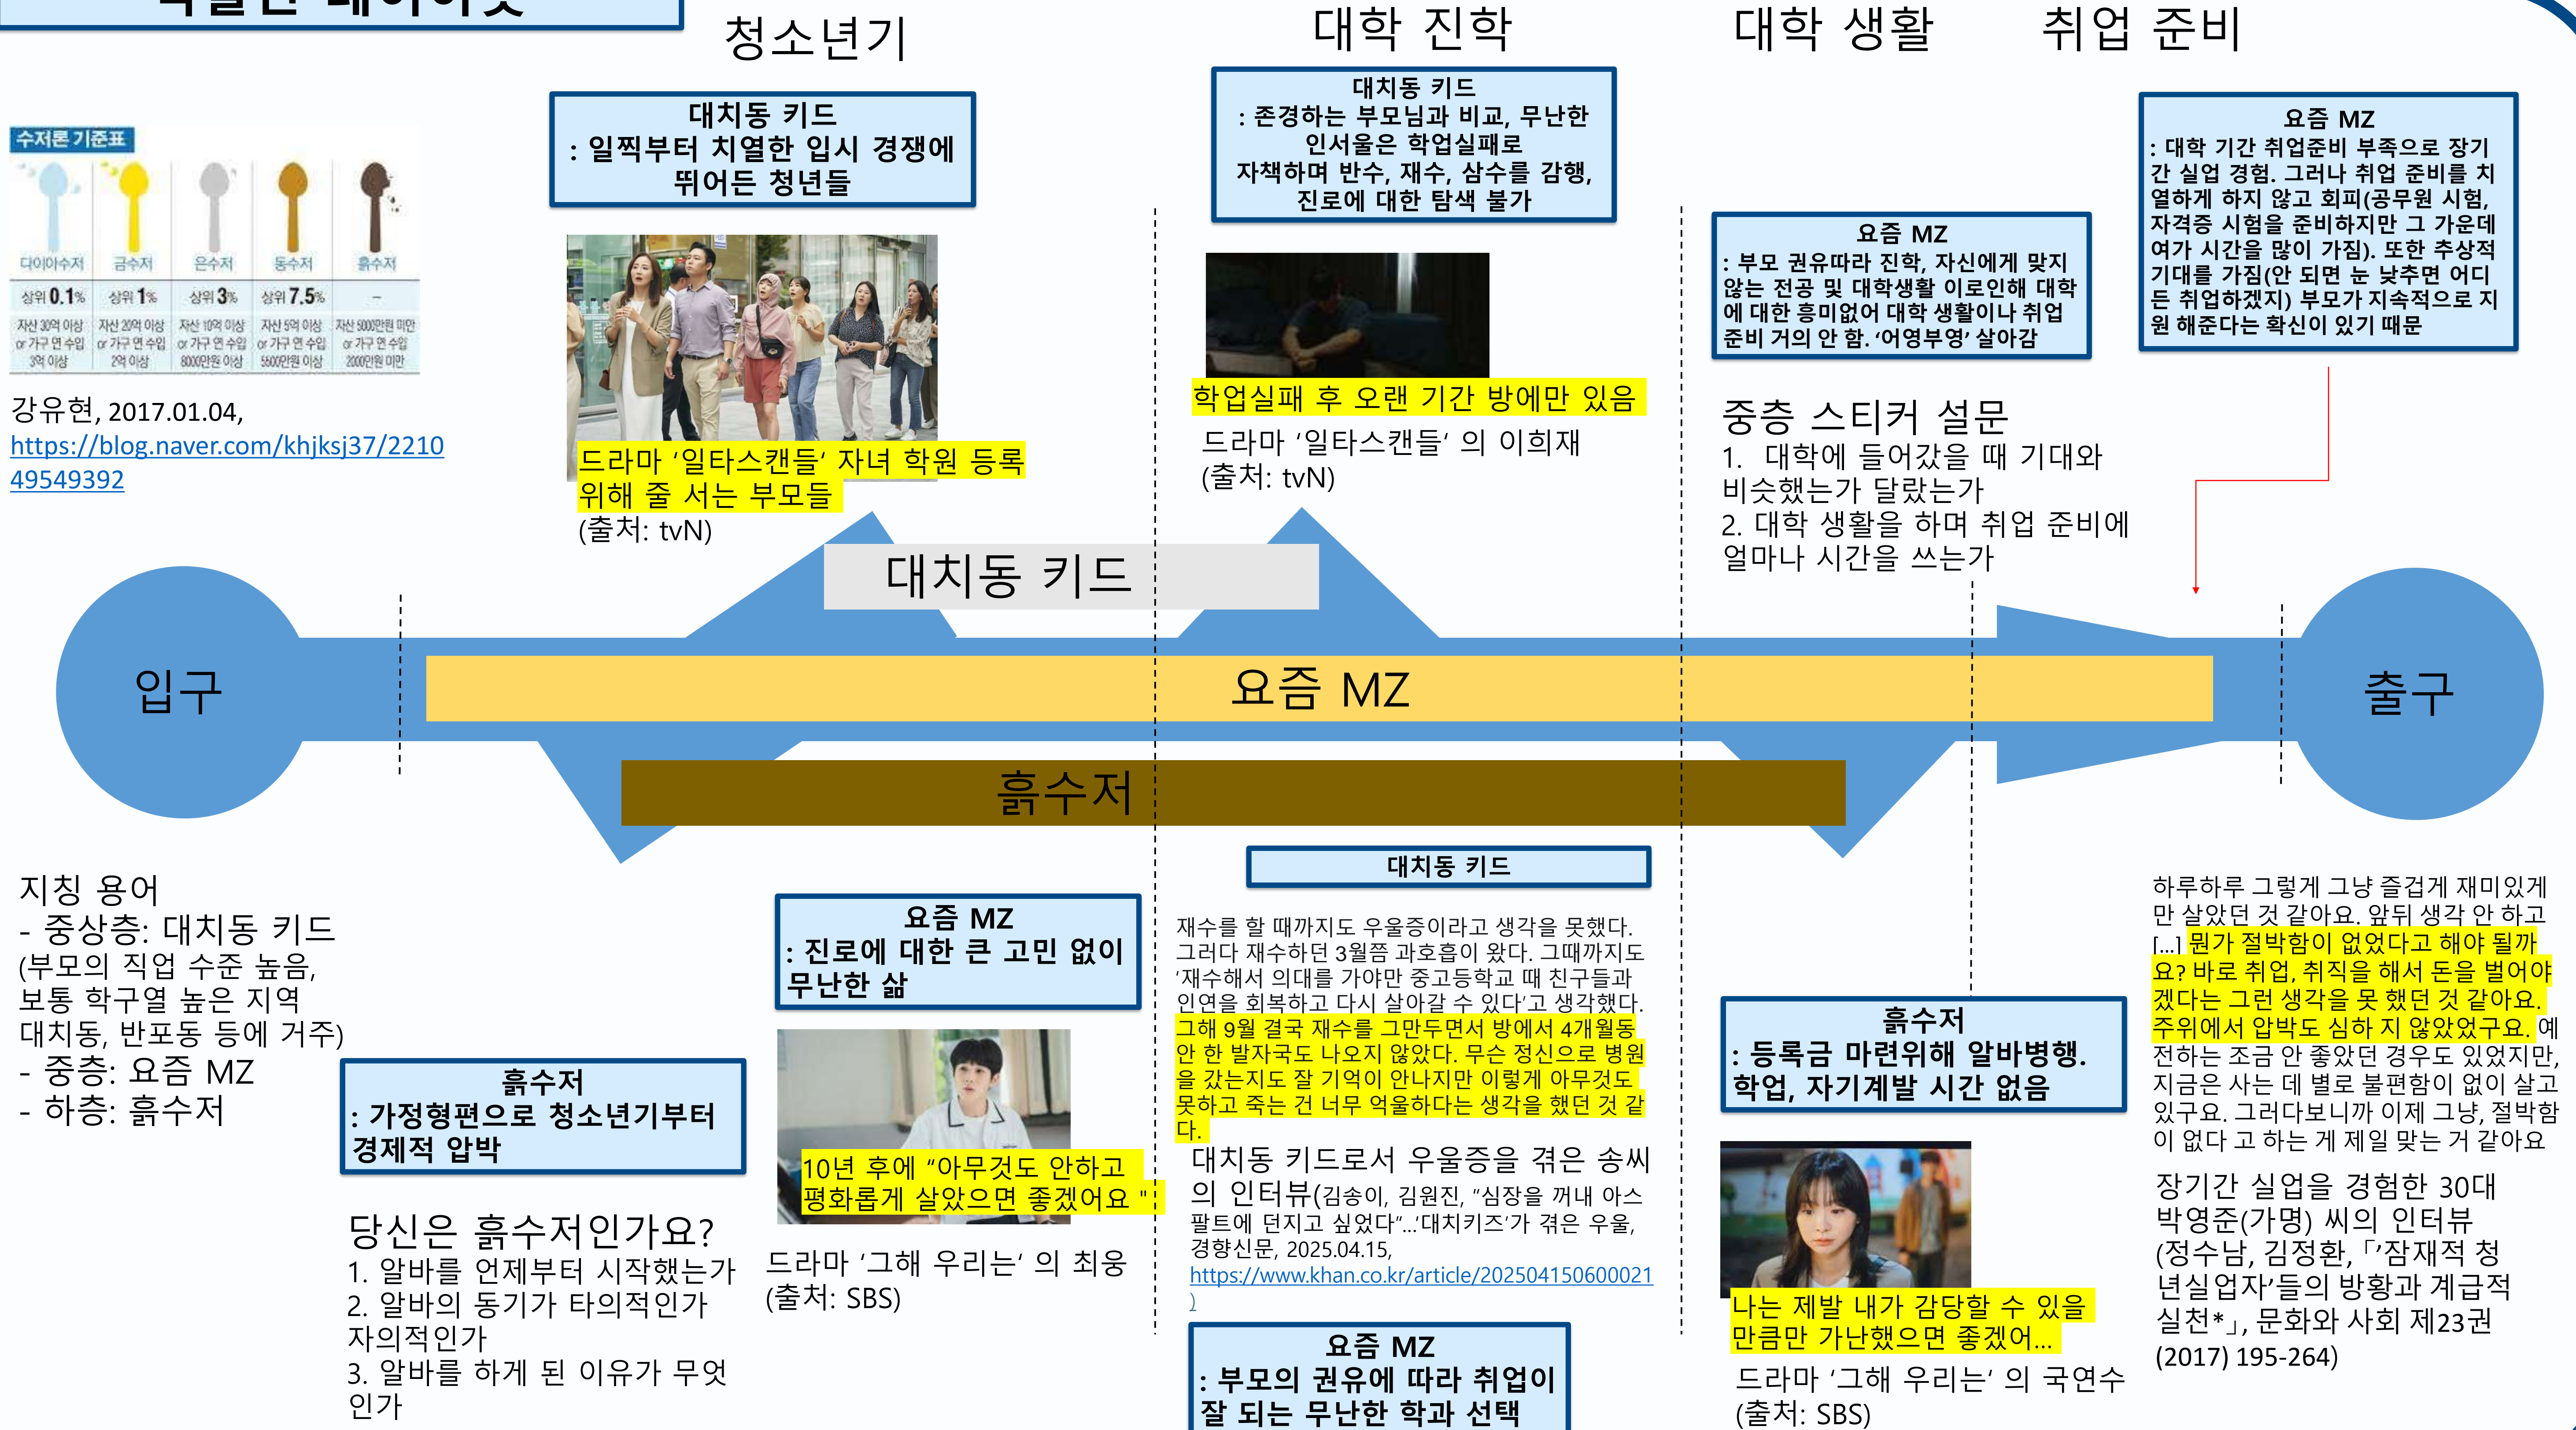 청소년기
대학 진학
대학 생활
취업 준비
수저론 기준표
다이아수저 금수저 은수저 동수저 흙수저
상위 0.1% 상위 1% 상위 3% 상위 7.5% –
자산 30억 이상 자산 20억 이상 자산 10억 이상 자산 5억 이상 자산 5000만원 미만
or 가구 연 수입 or 가구 연 수입 or 가구 연 수입 or 가구 연 수입 or 가구 연 수입
3억 이상 2억 이상 8000만원 이상 5500만원 이상 2000만원 미만
강유현, 2017.01.04,
https://blog.naver.com/khjksj37/2210
49549392
대치동 키드
: 일찍부터 치열한 입시 경쟁에
뛰어든 청년들
드라마 ‘일타스캔들‘ 자녀 학원 등록
위해 줄 서는 부모들
(출처: tvN)
대치동 키드
: 존경하는 부모님과 비교, 무난한
인서울은 학업실패로
자책하며 반수, 재수, 삼수를 감행,
진로에 대한 탐색 불가
학업실패 후 오랜 기간 방에만 있음
드라마 ‘일타스캔들‘ 의 이희재
(출처: tvN)
요즘 MZ
: 부모 권유따라 진학, 자신에게 맞지
않는 전공 및 대학생활 이로인해 대학
에 대한 흥미없어 대학 생활이나 취업
준비 거의 안 함. ‘어영부영’ 살아감
중층 스티커 설문
1. 대학에 들어갔을 때 기대와
비슷했는가 달랐는가
2. 대학 생활을 하며 취업 준비에
얼마나 시간을 쓰는가
요즘 MZ
: 대학 기간 취업준비 부족으로 장기
간 실업 경험. 그러나 취업 준비를 치
열하게 하지 않고 회피(공무원 시험,
자격증 시험을 준비하지만 그 가운데
여가 시간을 많이 가짐). 또한 추상적
기대를 가짐(안 되면 눈 낮추면 어디
든 취업하겠지) 부모가 지속적으로 지
원 해준다는 확신이 있기 때문
대치동 키드
입구
요즘 MZ
출구
흙수저
지칭 용어
- 중상층: 대치동 키드
(부모의 직업 수준 높음,
보통 학구열 높은 지역
대치동, 반포동 등에 거주)
- 중층: 요즘 MZ
- 하층: 흙수저
흙수저
: 가정형편으로 청소년기부터
경제적 압박
당신은 흙수저인가요?
1. 알바를 언제부터 시작했는가
2. 알바의 동기가 타의적인가
자의적인가
3. 알바를 하게 된 이유가 무엇
인가
요즘 MZ
: 진로에 대한 큰 고민 없이
무난한 삶
10년 후에 “아무것도 안하고
평화롭게 살았으면 좋겠어요 "
드라마 ‘그해 우리는‘ 의 최웅
(출처: SBS)
대치동 키드
재수를 할 때까지도 우울증이라고 생각을 못했다.
그러다 재수하던 3월쯤 과호흡이 왔다. 그때까지도
‘재수해서 의대를 가야만 중고등학교 때 친구들과
인연을 회복하고 다시 살아갈 수 있다’고 생각했다.
그해 9월 결국 재수를 그만두면서 방에서 4개월동
안 한 발자국도 나오지 않았다. 무슨 정신으로 병원
을 갔는지도 잘 기억이 안나지만 이렇게 아무것도
못하고 죽는 건 너무 억울하다는 생각을 했던 것 같
다.
대치동 키드로서 우울증을 겪은 송씨
의 인터뷰(김송이, 김원진, “심장을 꺼내 아스
팔트에 던지고 싶었다“…‘대치키즈’가 겪은 우울,
경향신문, 2025.04.15,
https://www.khan.co.kr/article/202504150600021
)
요즘 MZ
: 부모의 권유에 따라 취업이
잘 되는 무난한 학과 선택
흙수저
: 등록금 마련위해 알바병행.
학업, 자기계발 시간 없음
나는 제발 내가 감당할 수 있을
만큼만 가난했으면 좋겠어…
드라마 ‘그해 우리는‘ 의 국연수
(출처: SBS)
하루하루 그렇게 그냥 즐겁게 재미있게
만 살았던 것 같아요. 앞뒤 생각 안 하고
[…] 뭔가 절박함이 없었다고 해야 될까
요? 바로 취업, 취직을 해서 돈을 벌어야
겠다는 그런 생각을 못 했던 것 같아요.
주위에서 압박도 심하 지 않았었구요. 예
전하는 조금 안 좋았던 경우도 있었지만,
지금은 사는 데 별로 불편함이 없이 살고
있구요. 그러다보니까 이제 그냥, 절박함
이 없다 고 하는 게 제일 맞는 거 같아요
장기간 실업을 경험한 30대
박영준(가명) 씨의 인터뷰
(정수남, 김정환, 「’잠재적 청
년실업자’들의 방황과 계급적
실천*」, 문화와 사회 제23권
(2017) 195-264)